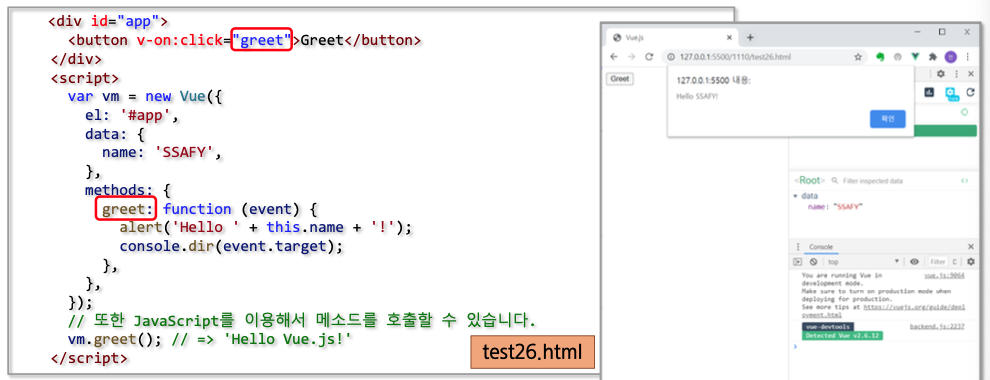 <div id="app">
<button v-on:click="greet">Greet</button>
</div>
<script>
var vm = new Vue({
el: '#app',
data: {
name: 'SSAFY',
},
methods: {
greet: function (event) {
alert('Hello ' + this.name + '!');
console.dir(event.target);
},
},
});
// 또한 JavaScript를 이용해서 메소드를 호출할 수 있습니다.
vm.greet(); // => 'Hello Vue.js!'
</script>
test26.html
Vue.js
127.0.0.1:5500/1110/test26.html
Greet
127.0.0.1:5500 내용:
Hello SSAFY!
확인
<Root> Filter inspected data
data
name: "SSAFY"
Console
top Filter
You are running Vue in vue.js:9064
development mode.
Make sure to turn on production mode when
deploying for production.
See more tips at https://vuejs.org/guide/depl
oyment.html
vue-devtools backend.js:2237
Detected Vue v2.6.12